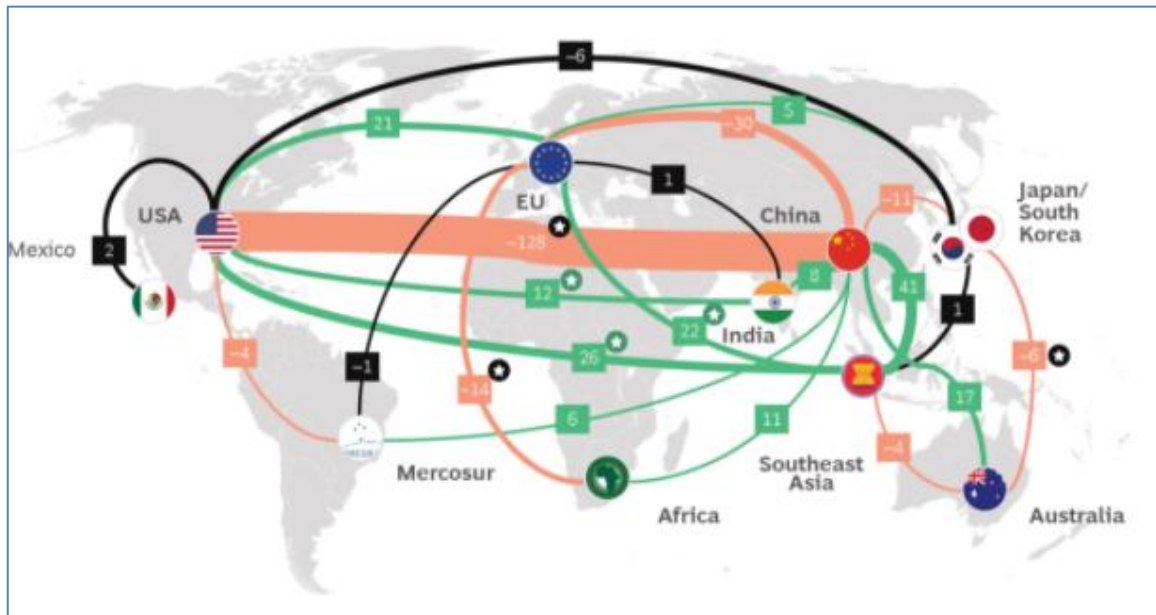 –6
21
–30
5
USA
EU
China
–11
Japan/
South
Korea
Mexico
2
1
–128
12
8
41
India
22
1
–4
–1
26
–14
–6
6
11
17
Mercosur
Southeast
Asia
–4
Africa
Australia